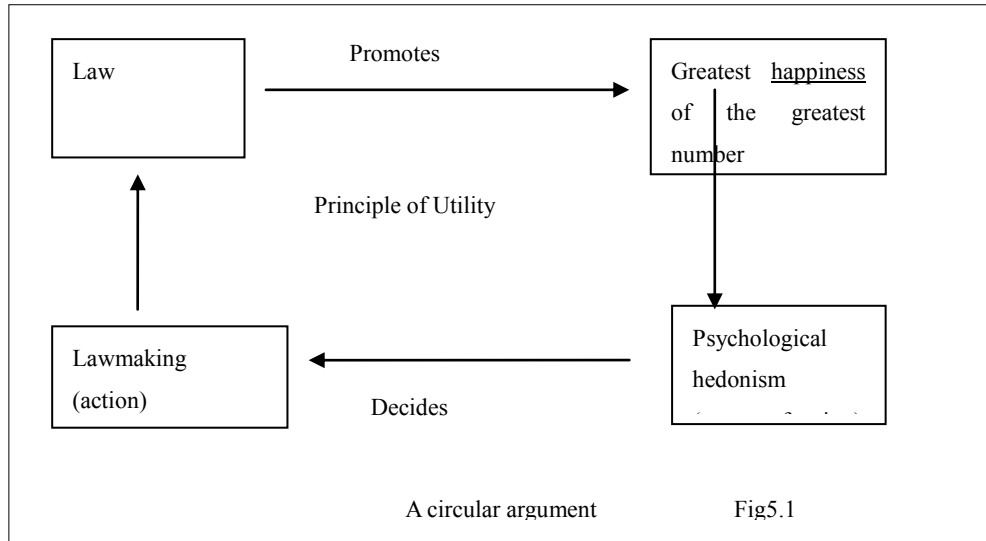 Law
Promotes
Greatest happiness
of the greatest
number
Principle of Utility
Psychological
hedonism
Lawmaking
(action)
Decides
A circular argument Fig5.1